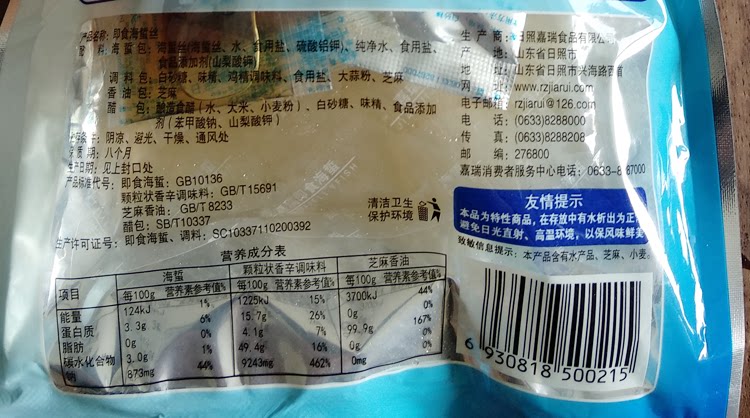 产品名称：即食海蜇丝
配 料：海蜇包：海蜇丝(海蜇丝、水、食用盐、硫酸铝钾)、纯净水、食用盐、
食品添加剂(山梨酸钾)
调 料 包：白砂糖、味精、鸡精调味料、食用盐、大蒜粉、芝麻
香油包：芝麻
醋 包：酿造食醋（水、大米、小麦粉）、白砂糖、味精、食品添加
剂（苯甲酸钠、山梨酸钾）
条件：阴凉、避光、干燥、通风处
质 期：八个月
生产日期：见上封口处
产品标准代号：即食海蜇：GB10136
颗粒状香辛调味料：GB/T15691
芝麻香油：GB/T8233
醋包：SB/T10337
生产许可证号：即食海蜇、调料：SC10337110200392
清洁卫生
保护环境
生 产 商：日照嘉瑞食品有限公
产 地：山东省日照市
地 址：山东省日照市兴海路西首
网 址：www.rzjiarui.com
电子邮箱：rzjiarui@126.com
电 话：(0633)8288000
传 真：(0633)8288208
邮 编：276800
嘉瑞消费者服务中心电话：0633-8287000
友情提示
本品为特性商品，在存放中有水析出为正
避免日光直射、高温环境，以保风味鲜美
致敏信息提示：本产品含有水产品、芝麻、小麦
营养成分表
海蜇 颗粒状香辛调味料 芝麻香油
项目 每100g 营养素参考值% 每100g 营养素参考值% 每100g 营养素参考值%
能量 124kJ 1% 1225kJ 15% 3700kJ 44%
蛋白质 3.3g 6% 15.7g 26% 0g 0%
脂肪 0g 0% 4.1g 7% 99.9g 167%
碳水化合物 3.0g 1% 49.4g 16% 0g 0%
钠 873mg 44% 9243mg 462% 0mg 0%
6 930818 500215